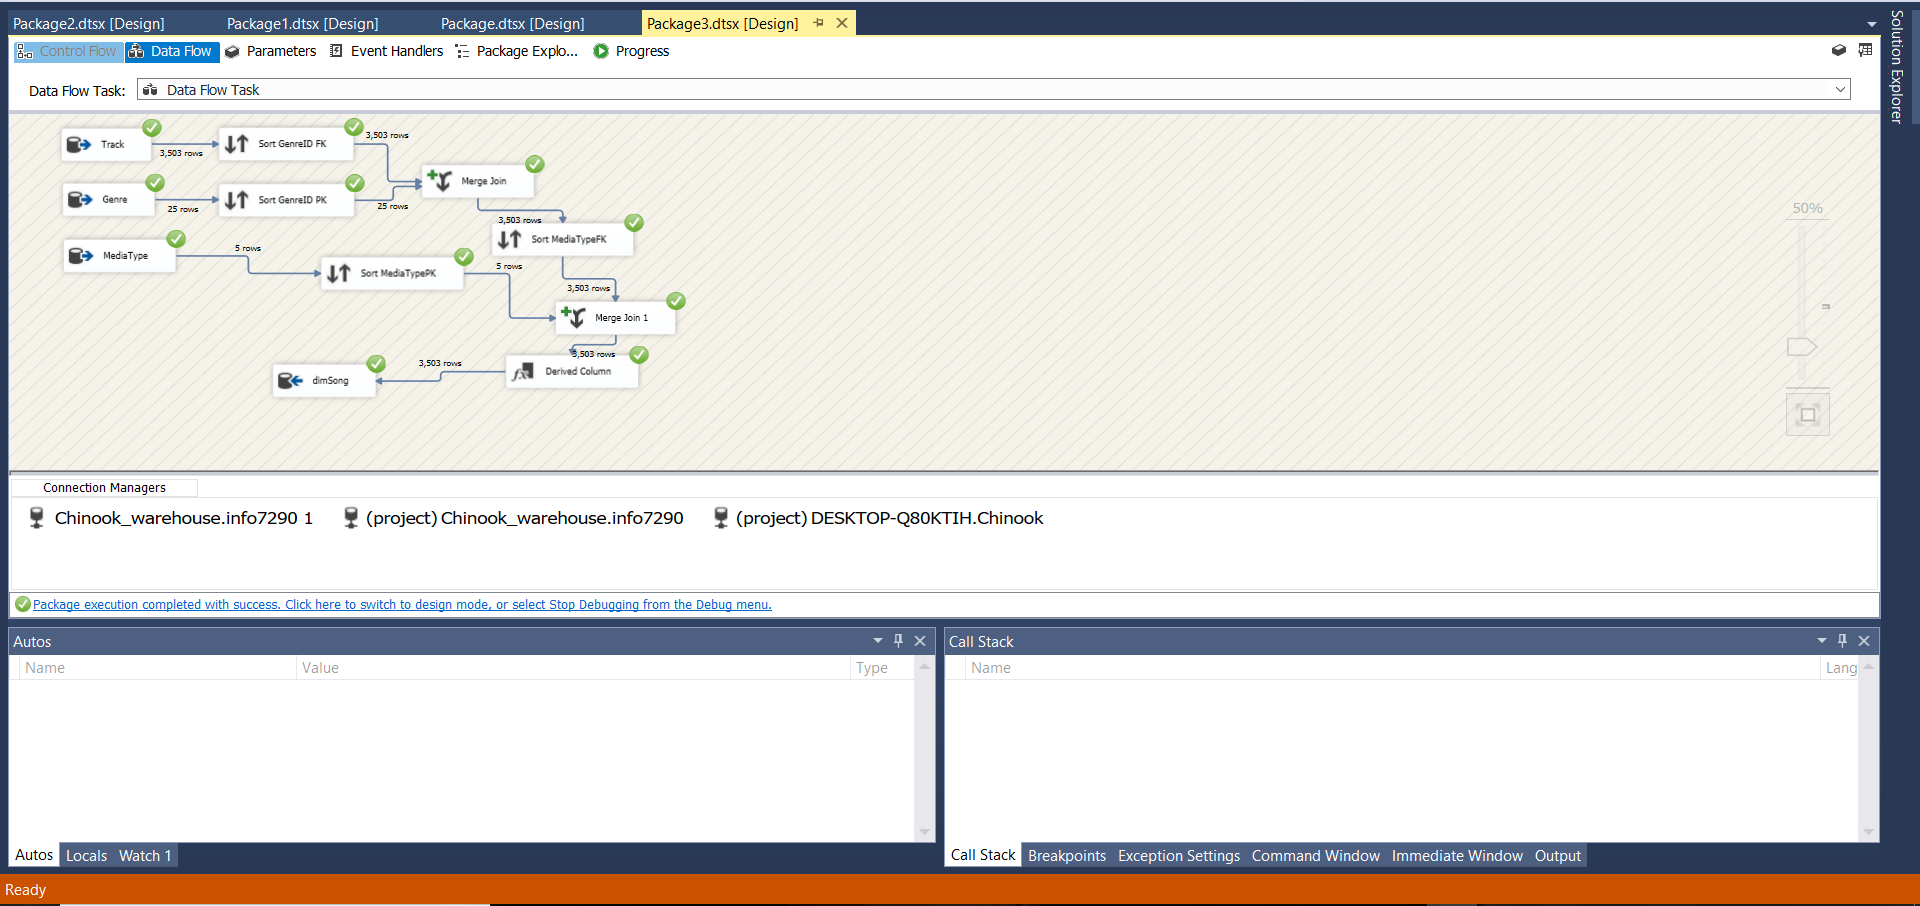 Package2.dtsx [Design] Package1.dtsx [Design] Package.dtsx [Design] Package3.dtsx [Design]
Solution Explorer
Control Flow Data Flow Parameters Event Handlers Package Explo... Progress
Data Flow Task: Data Flow Task
Track
3,503 rows
Sort GenreID FK
3,503 rows
Genre
25 rows
Sort GenreID PK
25 rows
Merge Join
3,503 rows
Sort MediaTypeFK
MediaType
5 rows
Sort MediaTypePK
5 rows
3,503 rows
Merge Join 1
3,503 rows
Derived Column
3,503 rows
dimSong
50%
Connection Managers
Chinook_warehouse.info7290 1 (project) Chinook_warehouse.info7290 (project) DESKTOP-Q80KTIH.Chinook
Package execution completed with success. Click here to switch to design mode, or select Stop Debugging from the Debug menu.
Autos
Name Value Type
Autos Locals Watch 1
Call Stack
Name Lang
Call Stack Breakpoints Exception Settings Command Window Immediate Window Output
Ready